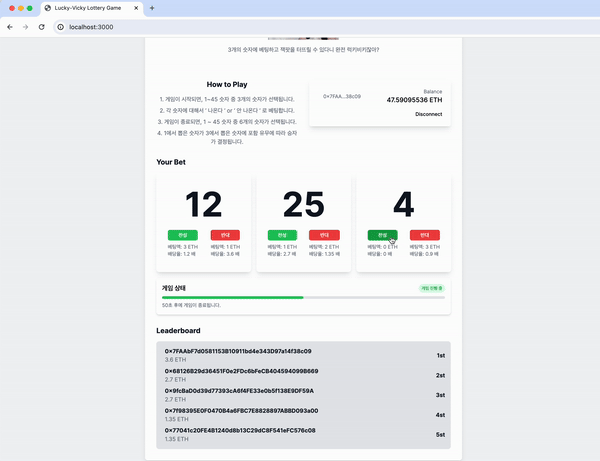 Lucky-Vicky Lottery Game
localhost:3000
3개의 숫자에 베팅하고 잭팟을 터뜨릴 수 있다니 완전 럭키비키잖아?
How to Play
1. 게임이 시작되면, 1~45 숫자 중 3개의 숫자가 선택됩니다.
2. 각 숫자에 대해서 ' 나온다 ' or ' 안 나온다 ' 로 베팅합니다.
3. 게임이 종료되면, 1 ~ 45 숫자 중 6개의 숫자가 선택됩니다.
4. 1에서 뽑은 숫자가 3에서 뽑은 숫자에 포함 유무에 따라 승자가 결정됩니다.
0x7FAA...38c09
Balance
47.59095536 ETH
Disconnect
Your Bet
12
찬성
반대
베팅액: 3 ETH
베팅액: 1 ETH
배당율: 1.2 배
배당율: 3.6 배
25
찬성
반대
베팅액: 1 ETH
베팅액: 2 ETH
배당율: 2.7 배
배당율: 1.35 배
4
찬성
반대
베팅액: 0 ETH
베팅액: 3 ETH
배당율: 0 배
배당율: 0.9 배
게임 상태
게임 진행 중
50초 후에 게임이 종료됩니다.
Leaderboard
0x7FAAbF7d0581153B10911bd4e343D97a14f38c09
3.6 ETH
1st
0x68126B29d36451F0e2FDc6bFeCB404594099B669
2.7 ETH
2st
0x9fcBaD0d39d77393cA6f4FE33e0b5f138E9DF59A
2.7 ETH
3st
0x7f98395E0F0470B4a6FBC7E8828897ABBD093a00
1.35 ETH
4st
0x77041c20FE4B1240d8b13C29dC8F541eFC576c08
1.35 ETH
5st